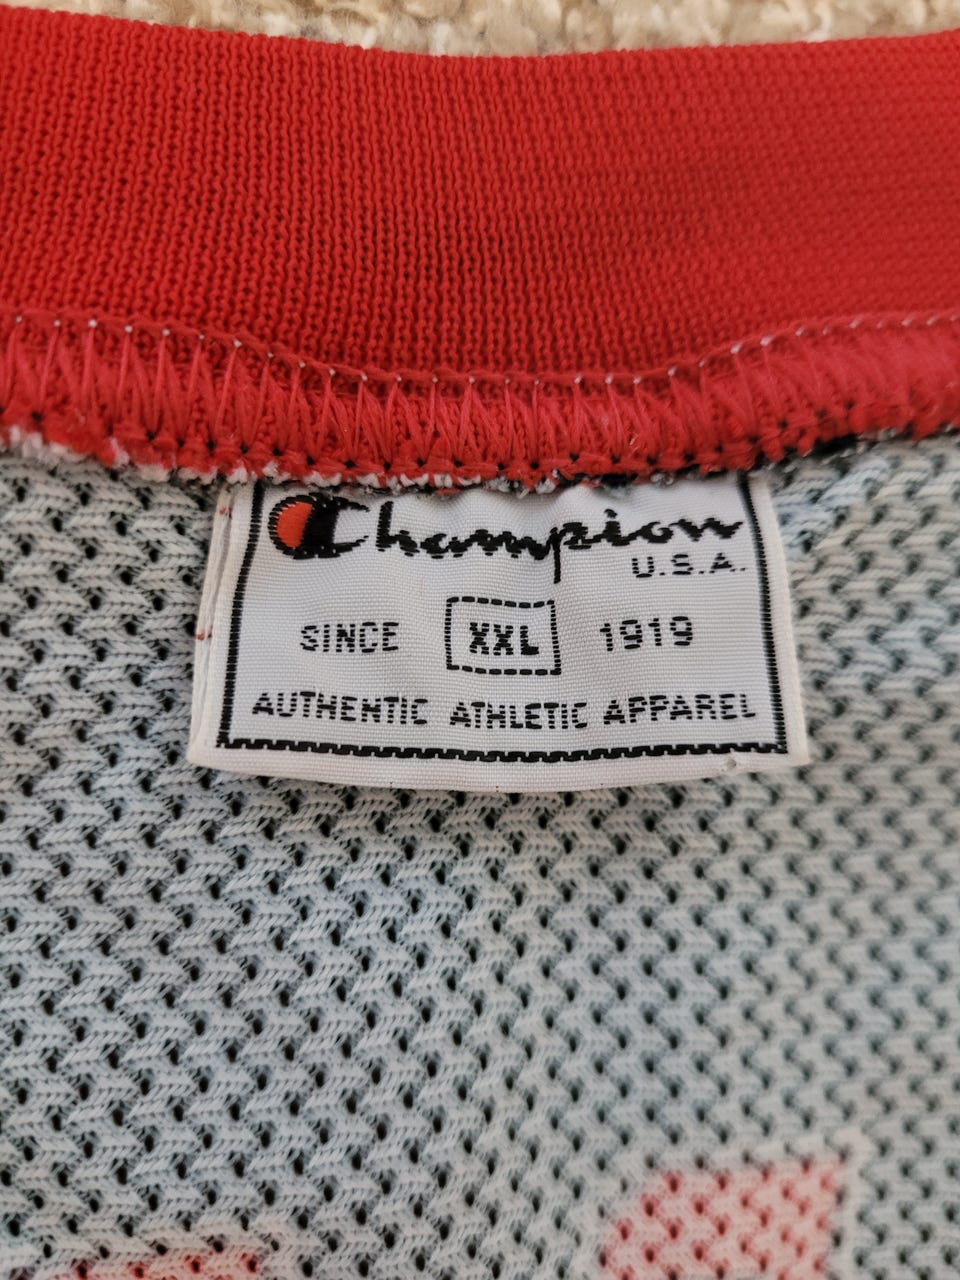 Champion
U.S.A.
SINCE XXL 1919
AUTHENTIC ATHLETIC APPAREL